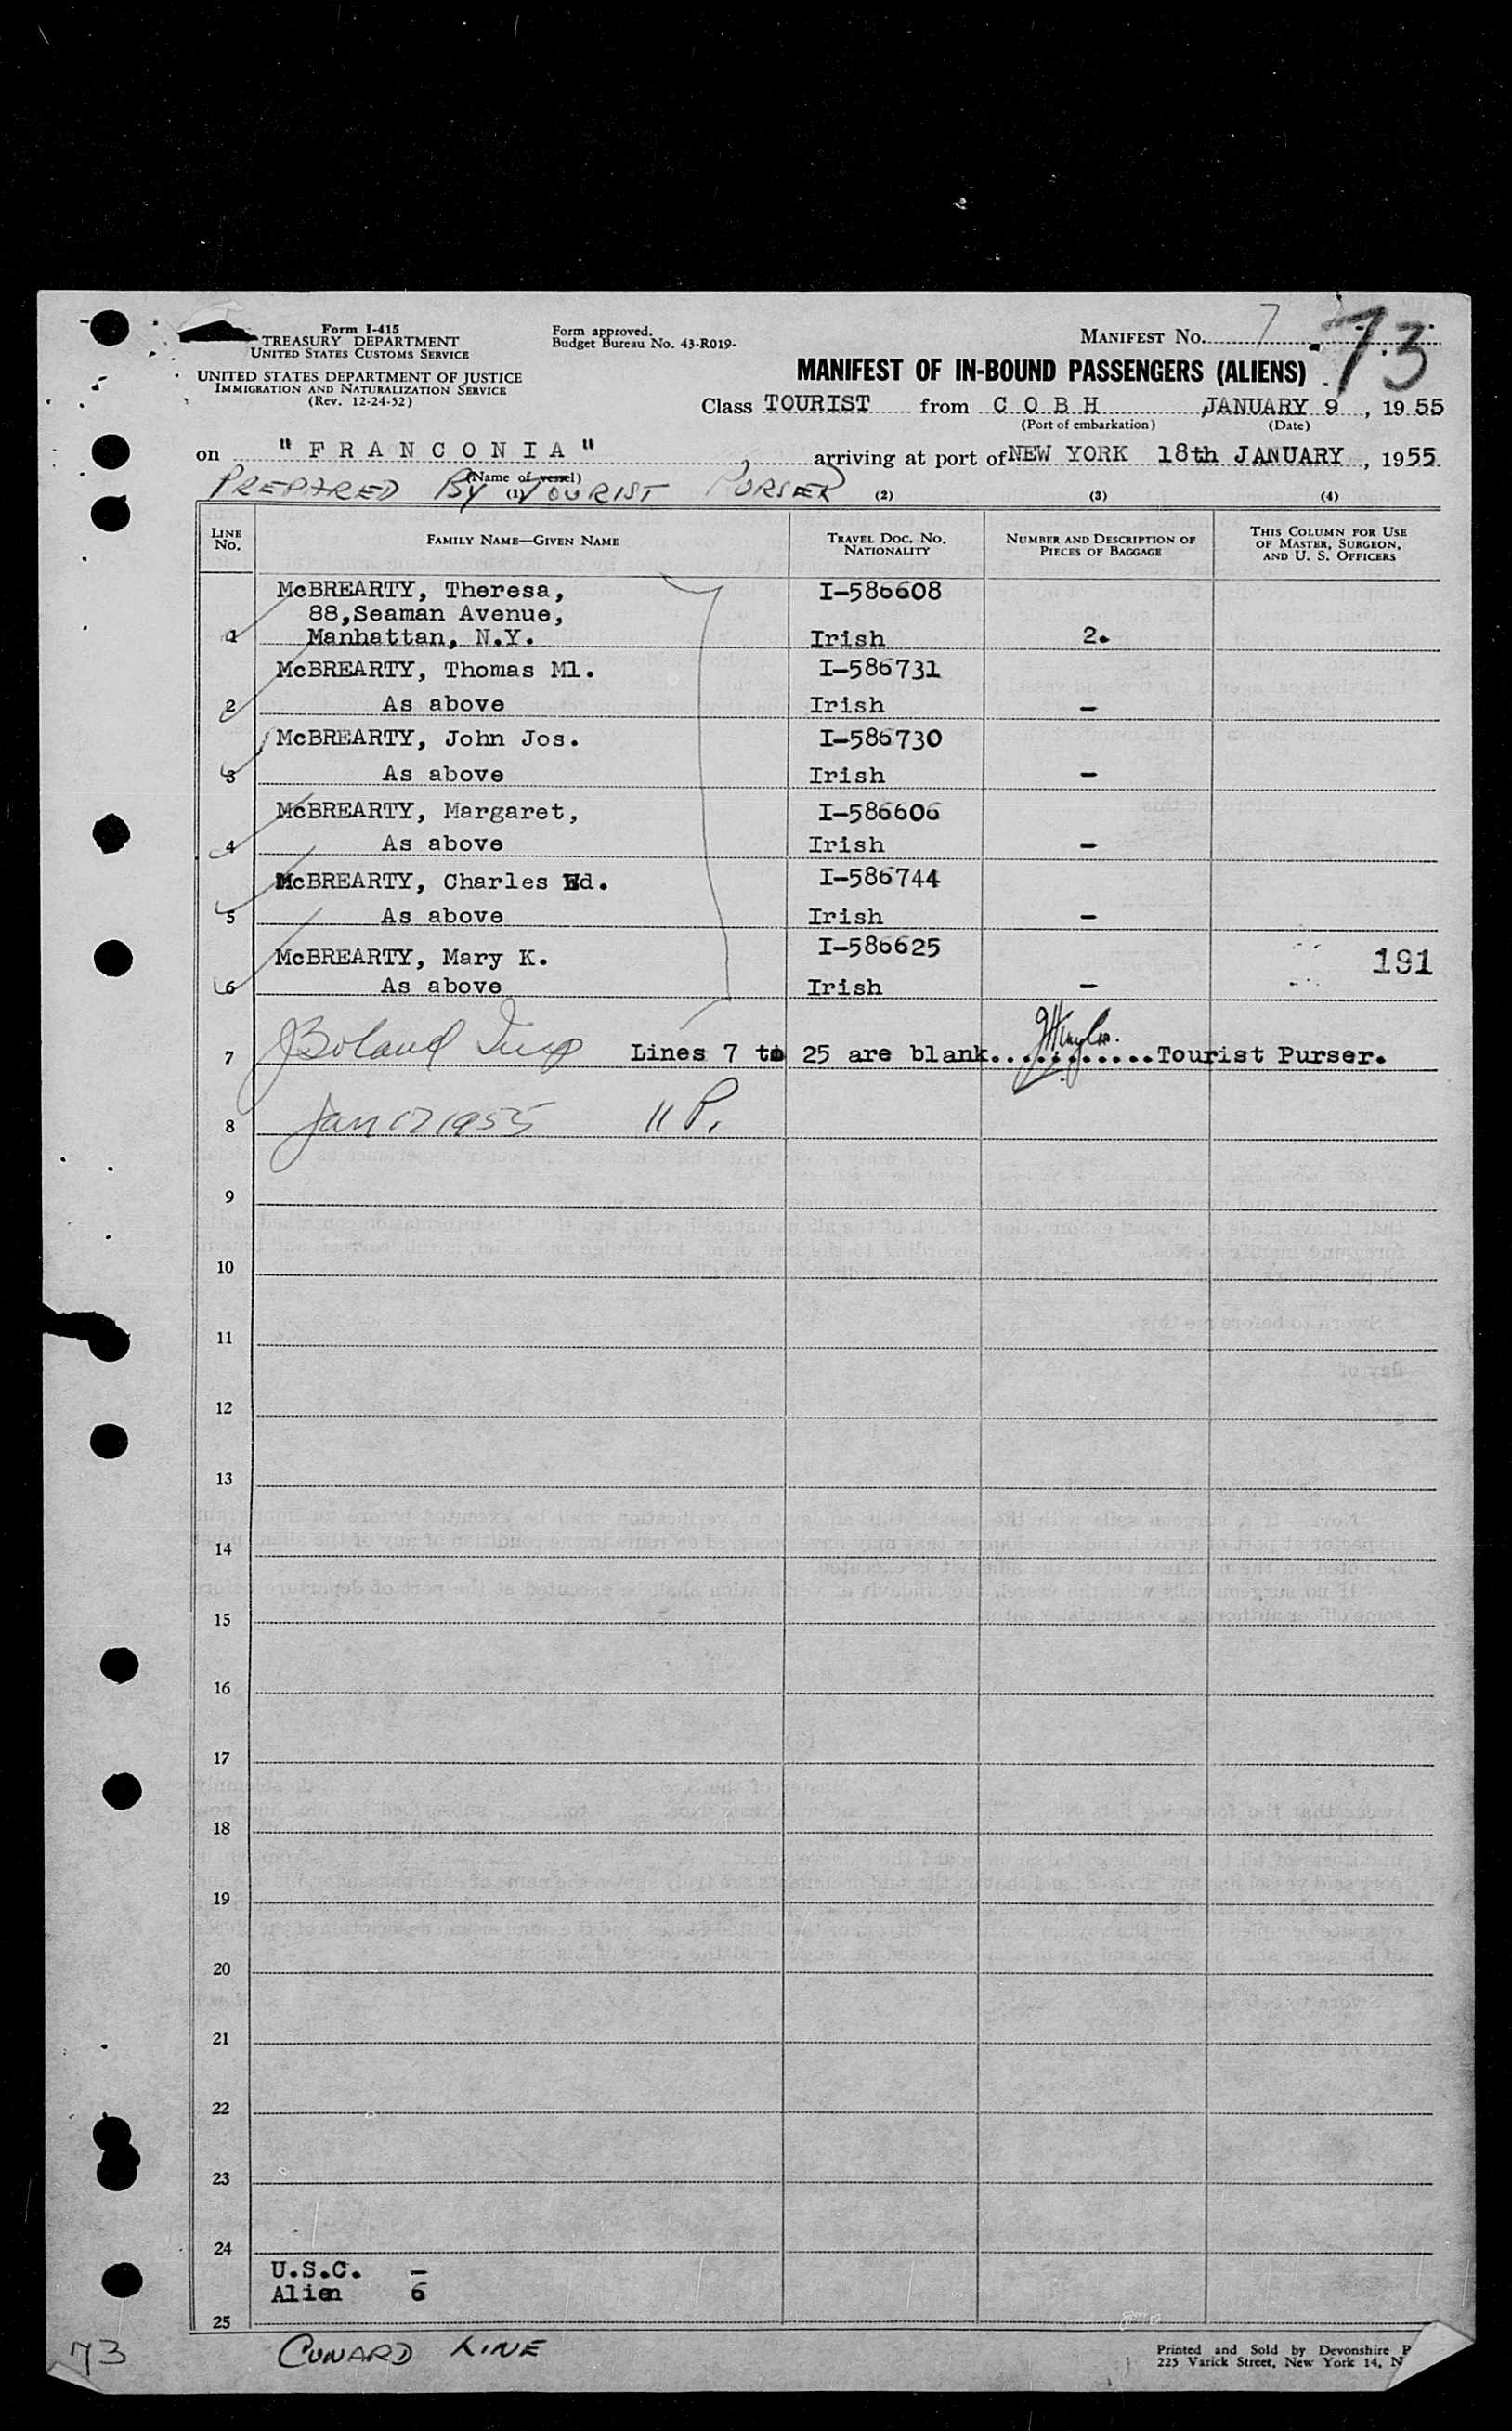 Form I-415
TREASURY DEPARTMENT
UNITED STATES CUSTOMS SERVICE
UNITED STATES DEPARTMENT OF JUSTICE
IMMIGRATION AND NATURALIZATION SERVICE
(Rev. 12-24-52)
Form approved.
Budget Bureau No. 43-R019-
MANIFEST No. 7 73
MANIFEST OF IN-BOUND PASSENGERS (ALIENS)
Class TOURIST from C O B H JANUARY 9, 1955
(Port of embarkation) (Date)
on "F R A N C O N I A" , arriving at port of NEW YORK 18th JANUARY, 1955
(Name of vessel)
PREPARED BY TOURIST PURSER
(1) (2) (3) (4)
LINE No. FAMILY NAME—GIVEN NAME TRAVEL DOC. No. NATIONALITY NUMBER AND DESCRIPTION OF PIECES OF BAGGAGE THIS COLUMN FOR USE OF MASTER, SURGEON, AND U. S. OFFICERS
McBREARTY, Theresa, I-586608
88,Seaman Avenue,
1 Manhattan, N.Y. Irish 2.
McBREARTY, Thomas Ml. I-586731
2 As above Irish -
McBREARTY, John Jos. I-586730
3 As above Irish -
McBREARTY, Margaret, I-586606
4 As above Irish -
McBREARTY, Charles Ed. I-586744
5 As above Irish -
McBREARTY, Mary K. I-586625 191
6 As above Irish -
7 JBoland Insp Lines 7 to 25 are blank...........Tourist Purser.
8 Jan 17 1955 11 P.
9
10
11
12
13
14
15
16
17
18
19
20
21
22
23
24
U.S.C. -
Alien 6
25
73 CUNARD LINE
Printed and Sold by Devonshire P
225 Varick Street, New York 14, N